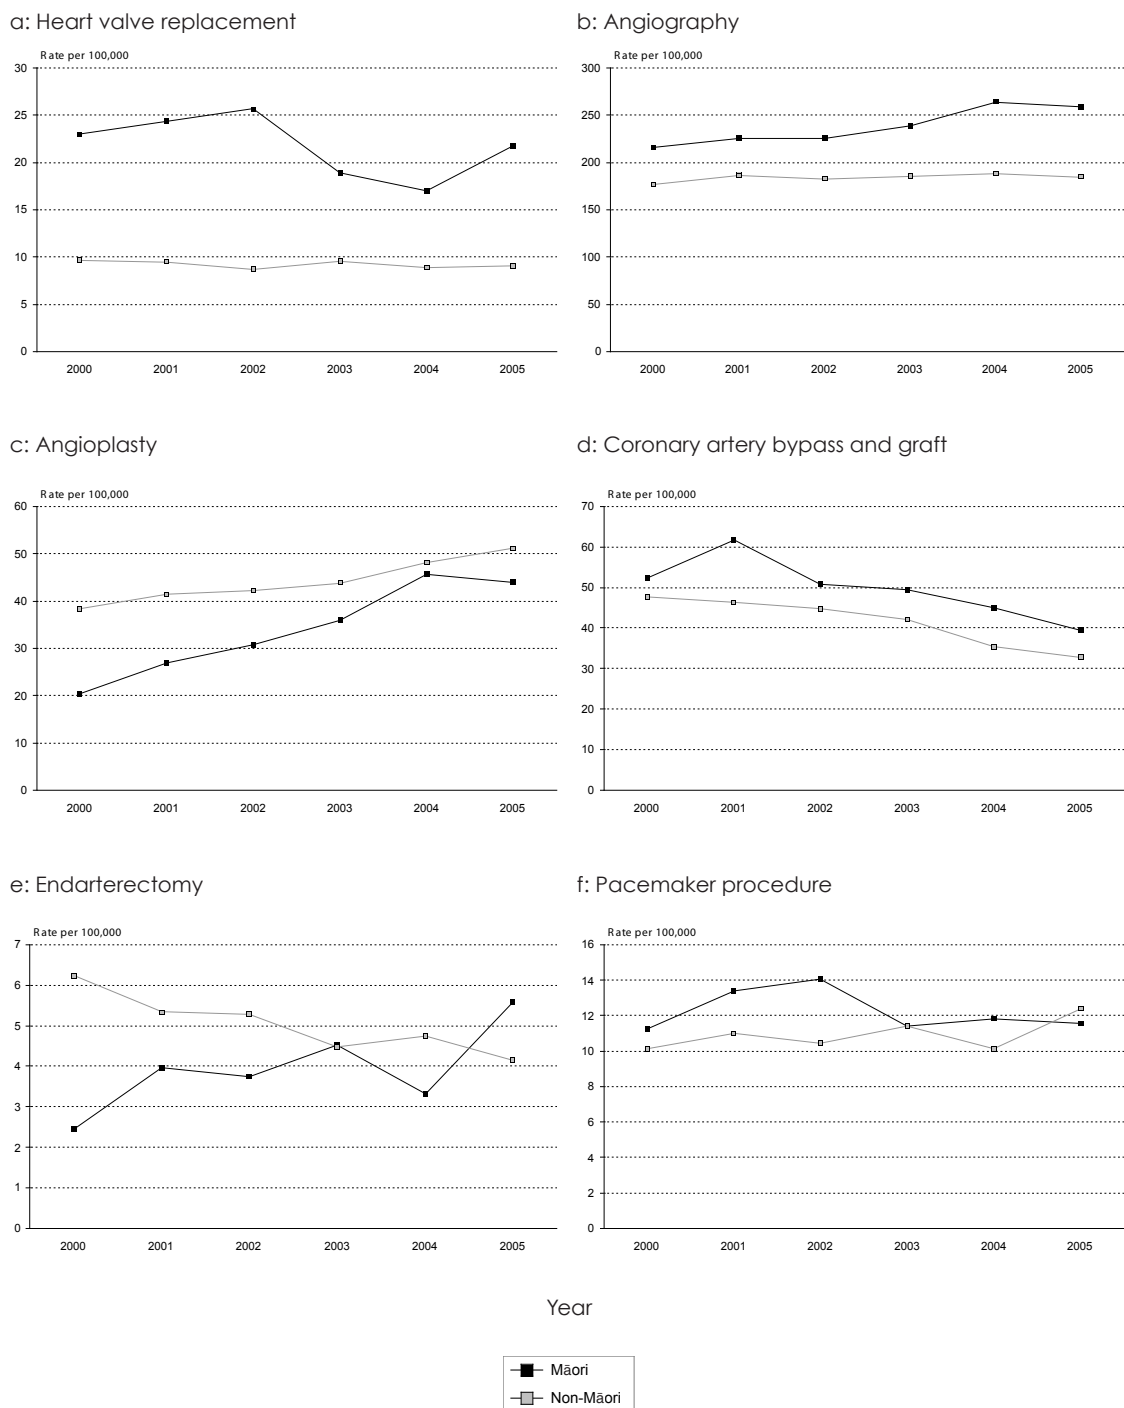 a: Heart valve replacement
Rate per 100,000
30
25
20
15
10
5
0
2000 2001 2002 2003 2004 2005
b: Angiography
Rate per 100,000
300
250
200
150
100
50
0
2000 2001 2002 2003 2004 2005
c: Angioplasty
Rate per 100,000
60
50
40
30
20
10
0
2000 2001 2002 2003 2004 2005
d: Coronary artery bypass and graft
Rate per 100,000
70
60
50
40
30
20
10
0
2000 2001 2002 2003 2004 2005
e: Endarterectomy
Rate per 100,000
7
6
5
4
3
2
1
0
2000 2001 2002 2003 2004 2005
f: Pacemaker procedure
Rate per 100,000
16
14
12
10
8
6
4
2
0
2000 2001 2002 2003 2004 2005
Year
Māori
Non-Māori